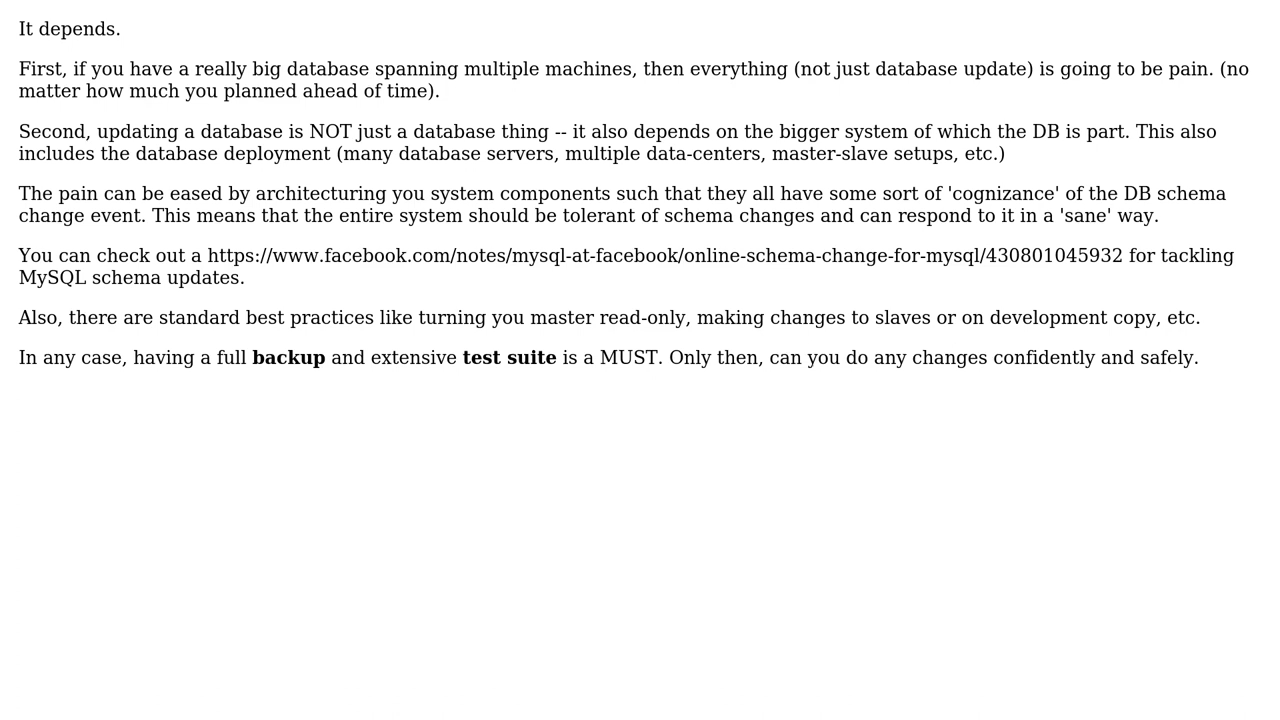 It depends.
First, if you have a really big database spanning multiple machines, then everything (not just database update) is going to be pain. (no
matter how much you planned ahead of time).
Second, updating a database is NOT just a database thing -- it also depends on the bigger system of which the DB is part. This also
includes the database deployment (many database servers, multiple data-centers, master-slave setups, etc.)
The pain can be eased by architecturing you system components such that they all have some sort of 'cognizance' of the DB schema
change event. This means that the entire system should be tolerant of schema changes and can respond to it in a 'sane' way.
You can check out a https://www.facebook.com/notes/mysql-at-facebook/online-schema-change-for-mysql/430801045932 for tackling
MySQL schema updates.
Also, there are standard best practices like turning you master read-only, making changes to slaves or on development copy, etc.
In any case, having a full backup and extensive test suite is a MUST. Only then, can you do any changes confidently and safely.